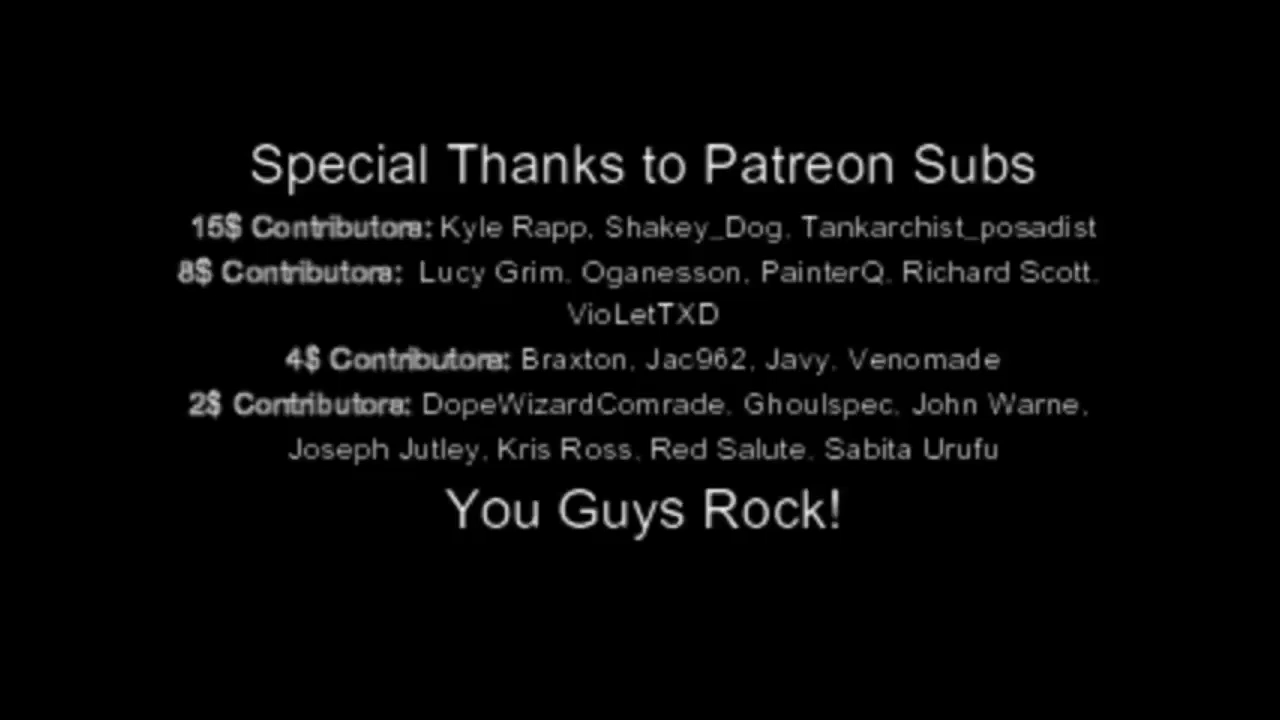 Special Thanks to Patreon Subs
15$ Contributors: Kyle Rapp, Shakey_Dog, Tankarchist_posadist
8$ Contributors: Lucy Grim, Oganesson, PainterQ, Richard Scott,
VioLetTXD
4$ Contributors: Braxton, Jac962, Javy, Venomade
2$ Contributors: DopeWizardComrade, Ghoulspec, John Warne,
Joseph Jutley, Kris Ross, Red Salute, Sabita Urufu
You Guys Rock!